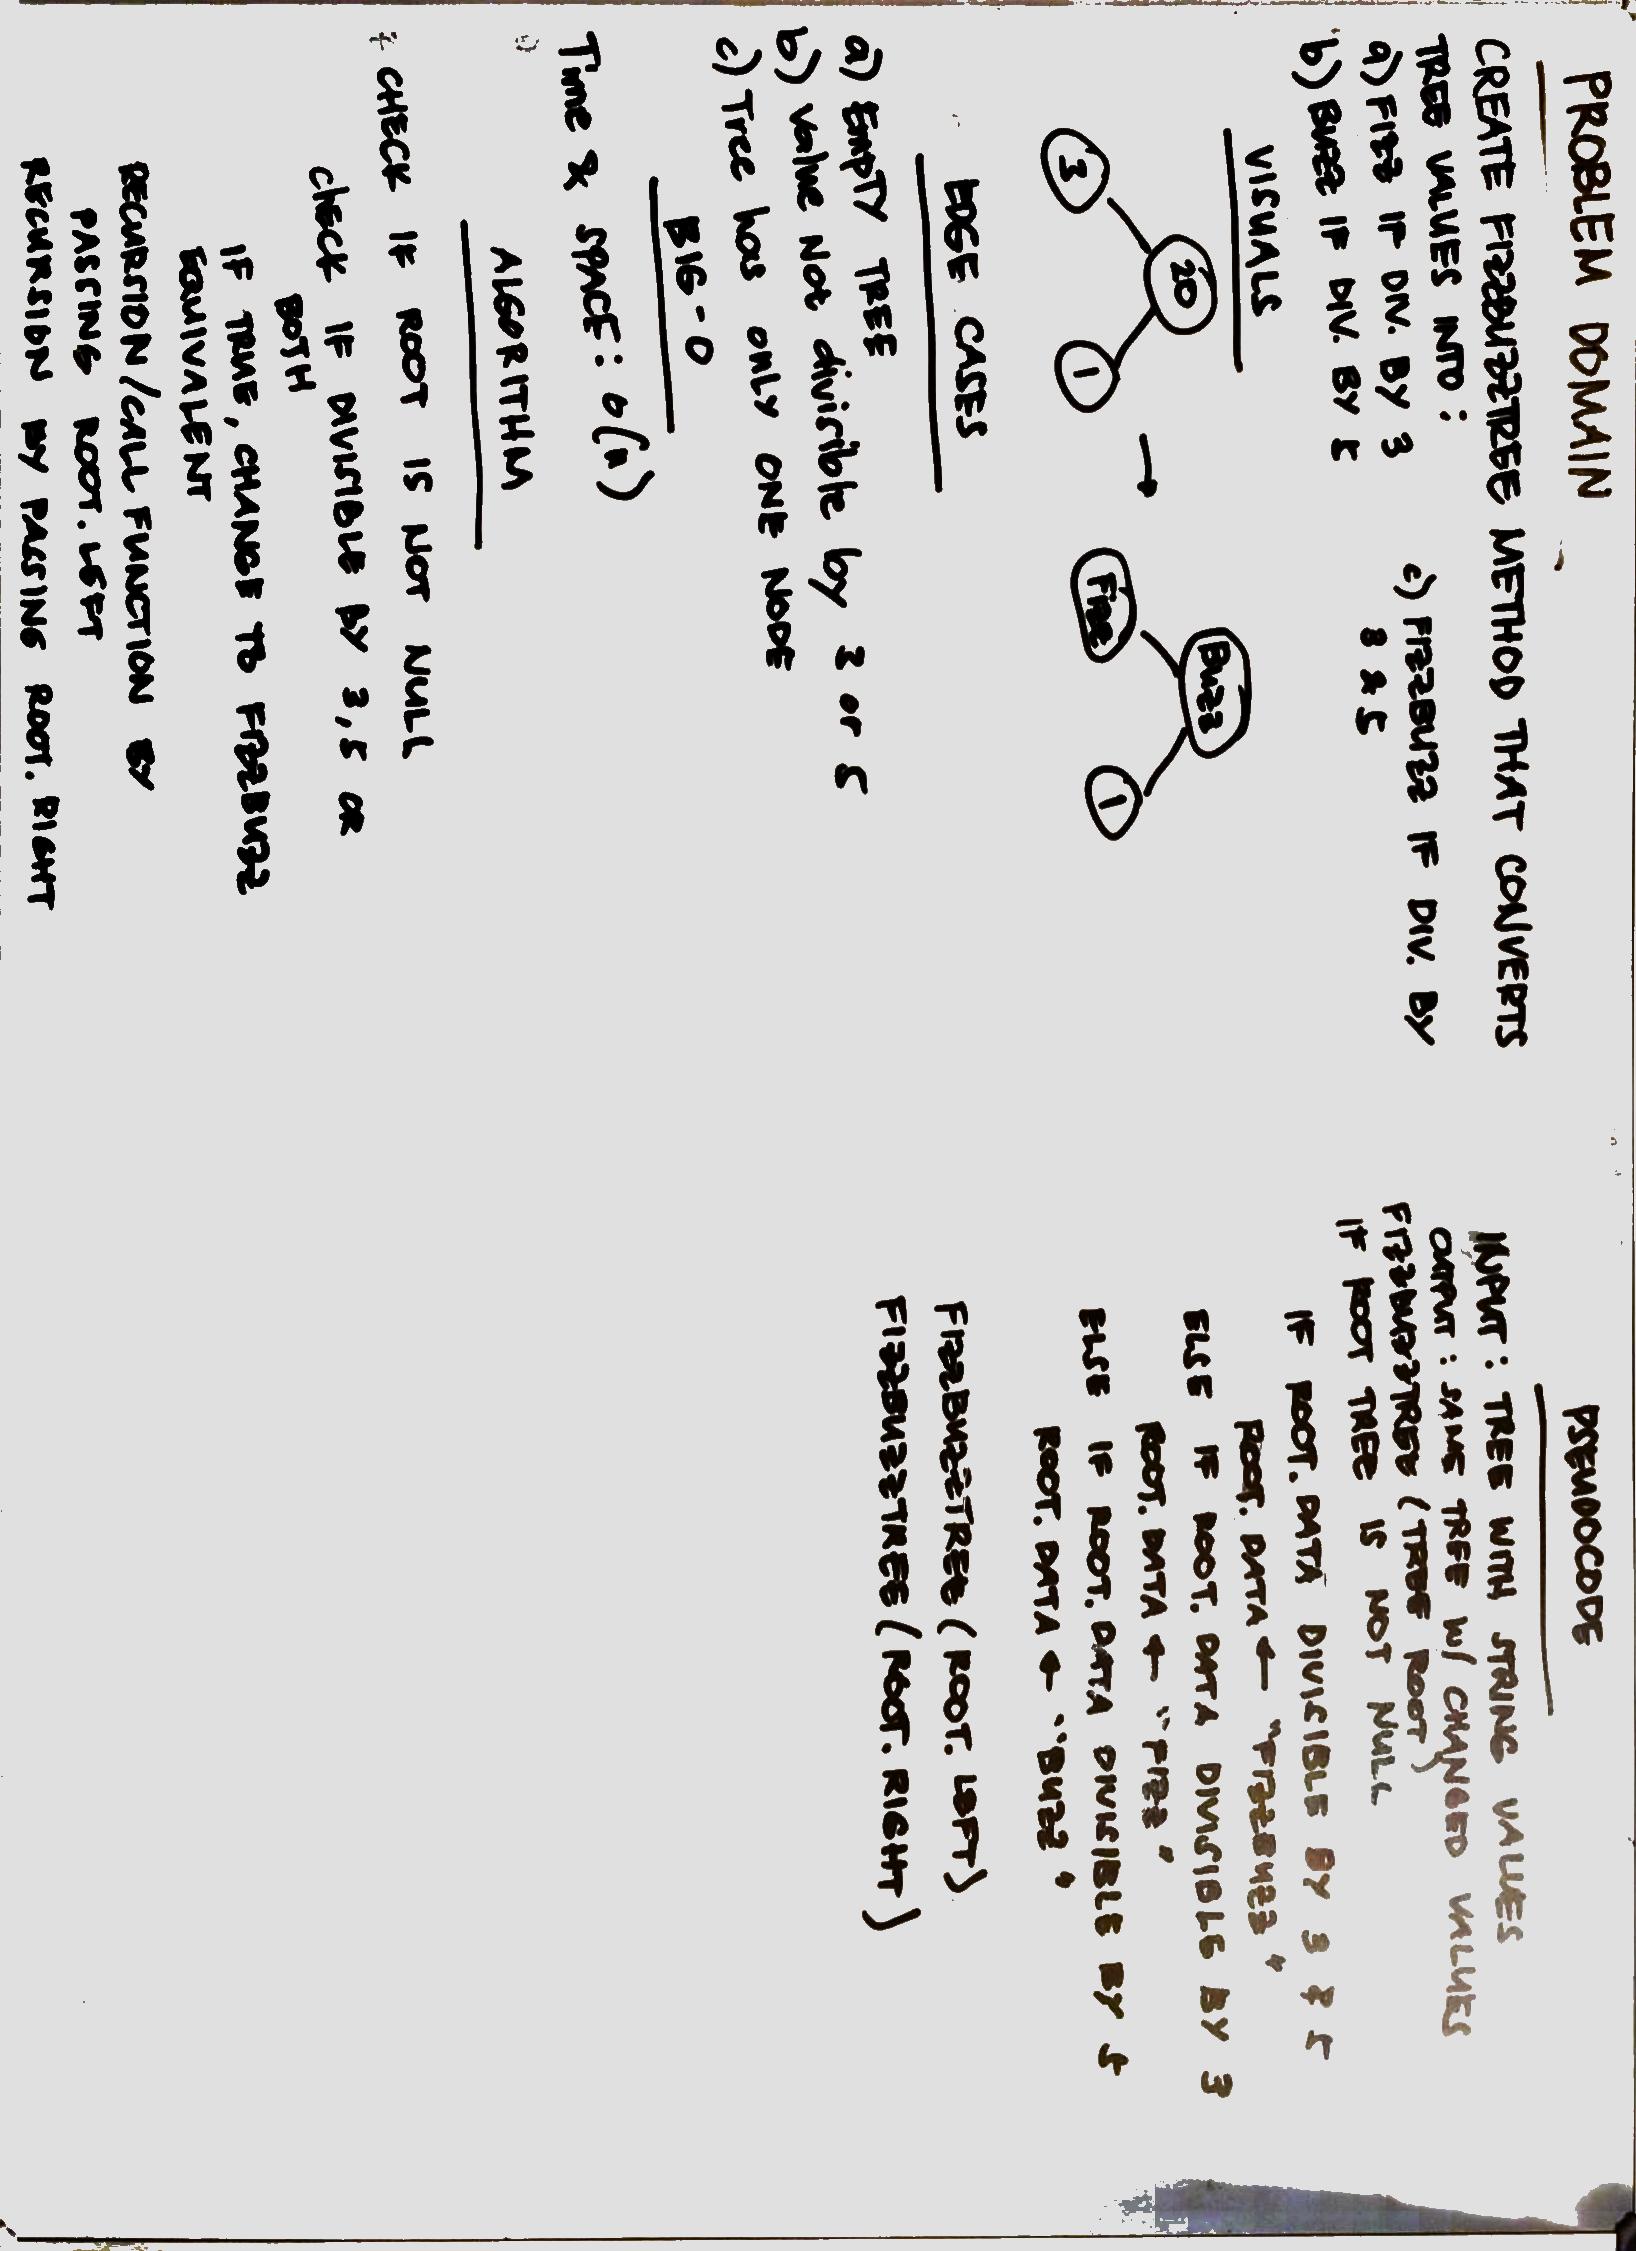 PROBLEM DOMAIN
CREATE FIZZBUZZTREE METHOD THAT CONVERTS
TREE VALUES INTO:
a) FIZZ IF DIV. BY 3
b) BUZZ IF DIV. BY 5
c) FIZZBUZZ IF DIV. BY
3 & 5
VISUALS
20
3
1
Buzz
Fizz
1
EDGE CASES
a) EmpTY TREE
b) Value Not divisible by 3 or 5
c) Tree has only ONE NODE
BIG-O
Time & SPACE: O(n)
ALGORITHM
CHECK IF ROOT IS NOT NULL
chECK IF DIVISIBLE BY 3,5 OR
BOTH
IF TRUE, CHANGE TO FIZZBUZZ
EQUIVALENT
RECURSION/CALL FUNCTION BY
PASSING ROOT.LEFT
RECURSION BY PASSING ROOT.RIGHT
PSEUDOCODE
INPUT: TREE WITH STRING VALUES
OUTPUT: SAME TREE W/ CHANGED VALUES
FIZZBUZZTREE (TREE ROOT)
IF ROOT TREE IS NOT NULL
IF ROOT.DATA DIVISIBLE BY 3 & 5
ROOT.DATA ← "FIZZBUZZ"
ELSE IF ROOT.DATA DIVISIBLE BY 3
ROOT.DATA ← "FIZZ"
ELSE IF ROOT.DATA DIVISIBLE BY 5
ROOT.DATA ← "BUZZ"
FIZZBUZZTREE (ROOT.LEFT)
FIZZBUZZTREE (ROOT.RIGHT)